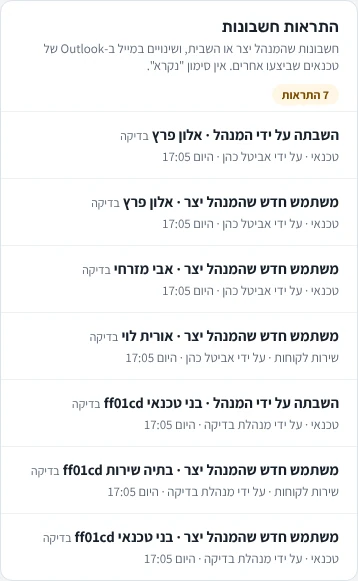 התראות חשבונות
חשבונות שהמנהל יצר או השבית, ושינויים במייל ב-Outlook של
טכנאים שביצעו אחרים. אין סימון "נקרא".
7 התראות
השבתה על ידי המנהל · אלון פרץ בדיקה
טכנאי · על ידי אביטל כהן · היום 17:05
משתמש חדש שהמנהל יצר · אלון פרץ בדיקה
טכנאי · על ידי אביטל כהן · היום 17:05
משתמש חדש שהמנהל יצר · אבי מזרחי בדיקה
טכנאי · על ידי אביטל כהן · היום 17:05
משתמש חדש שהמנהל יצר · אורית לוי בדיקה
שירות לקוחות · על ידי אביטל כהן · היום 17:05
השבתה על ידי המנהל · בני טכנאי ff01cd בדיקה
טכנאי · על ידי מנהלת בדיקה · היום 17:05
משתמש חדש שהמנהל יצר · בתיה שירות ff01cd בדיקה
שירות לקוחות · על ידי מנהלת בדיקה · היום 17:05
משתמש חדש שהמנהל יצר · בני טכנאי ff01cd בדיקה
טכנאי · על ידי מנהלת בדיקה · היום 17:05